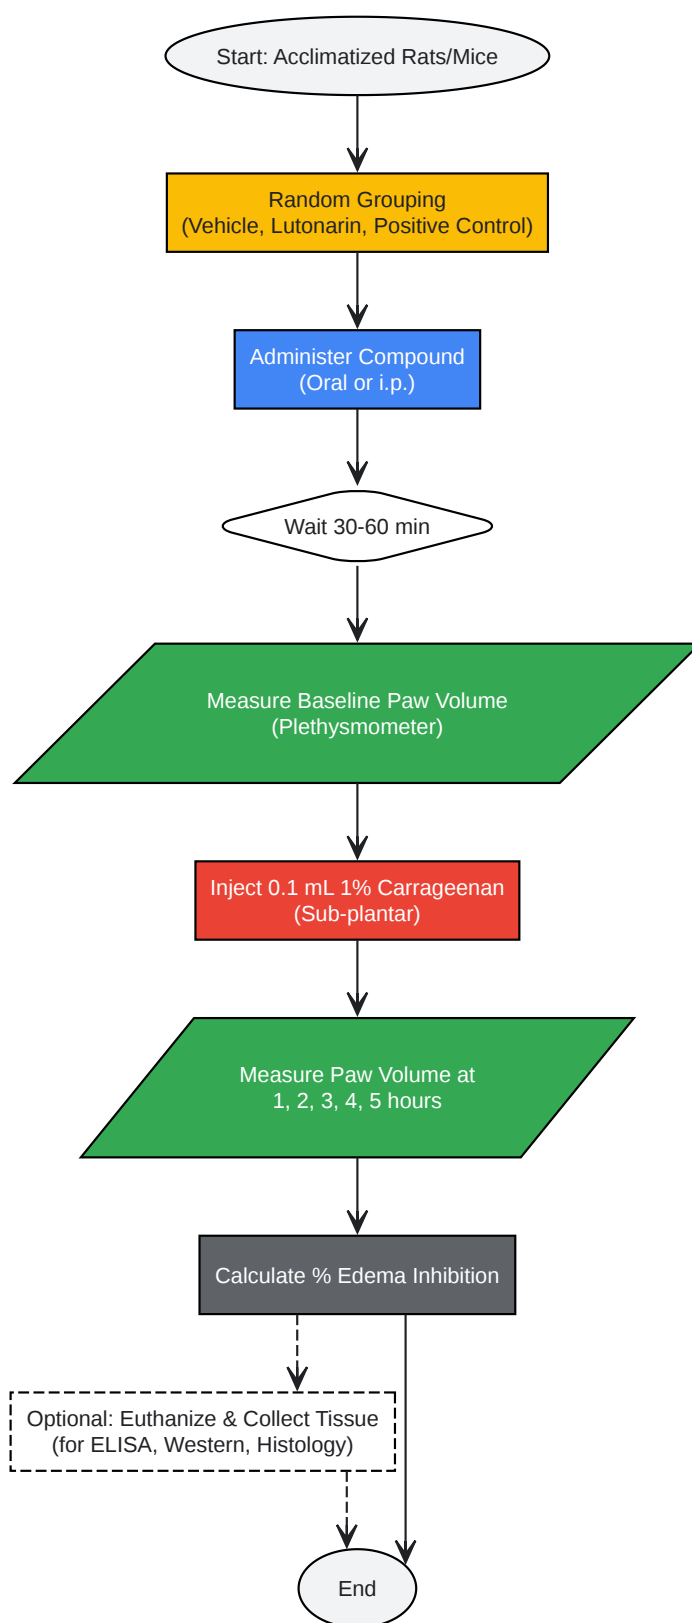 Start: Acclimatized Rats/Mice
Random Grouping
(Vehicle, Lutonarin, Positive Control)
Administer Compound
(Oral or i.p.)
Wait 30-60 min
Measure Baseline Paw Volume
(Plethysmometer)
Inject 0.1 mL 1% Carrageenan
(Sub-plantar)
Measure Paw Volume at
1, 2, 3, 4, 5 hours
Calculate % Edema Inhibition
Optional: Euthanize & Collect Tissue
(for ELISA, Western, Histology)
End